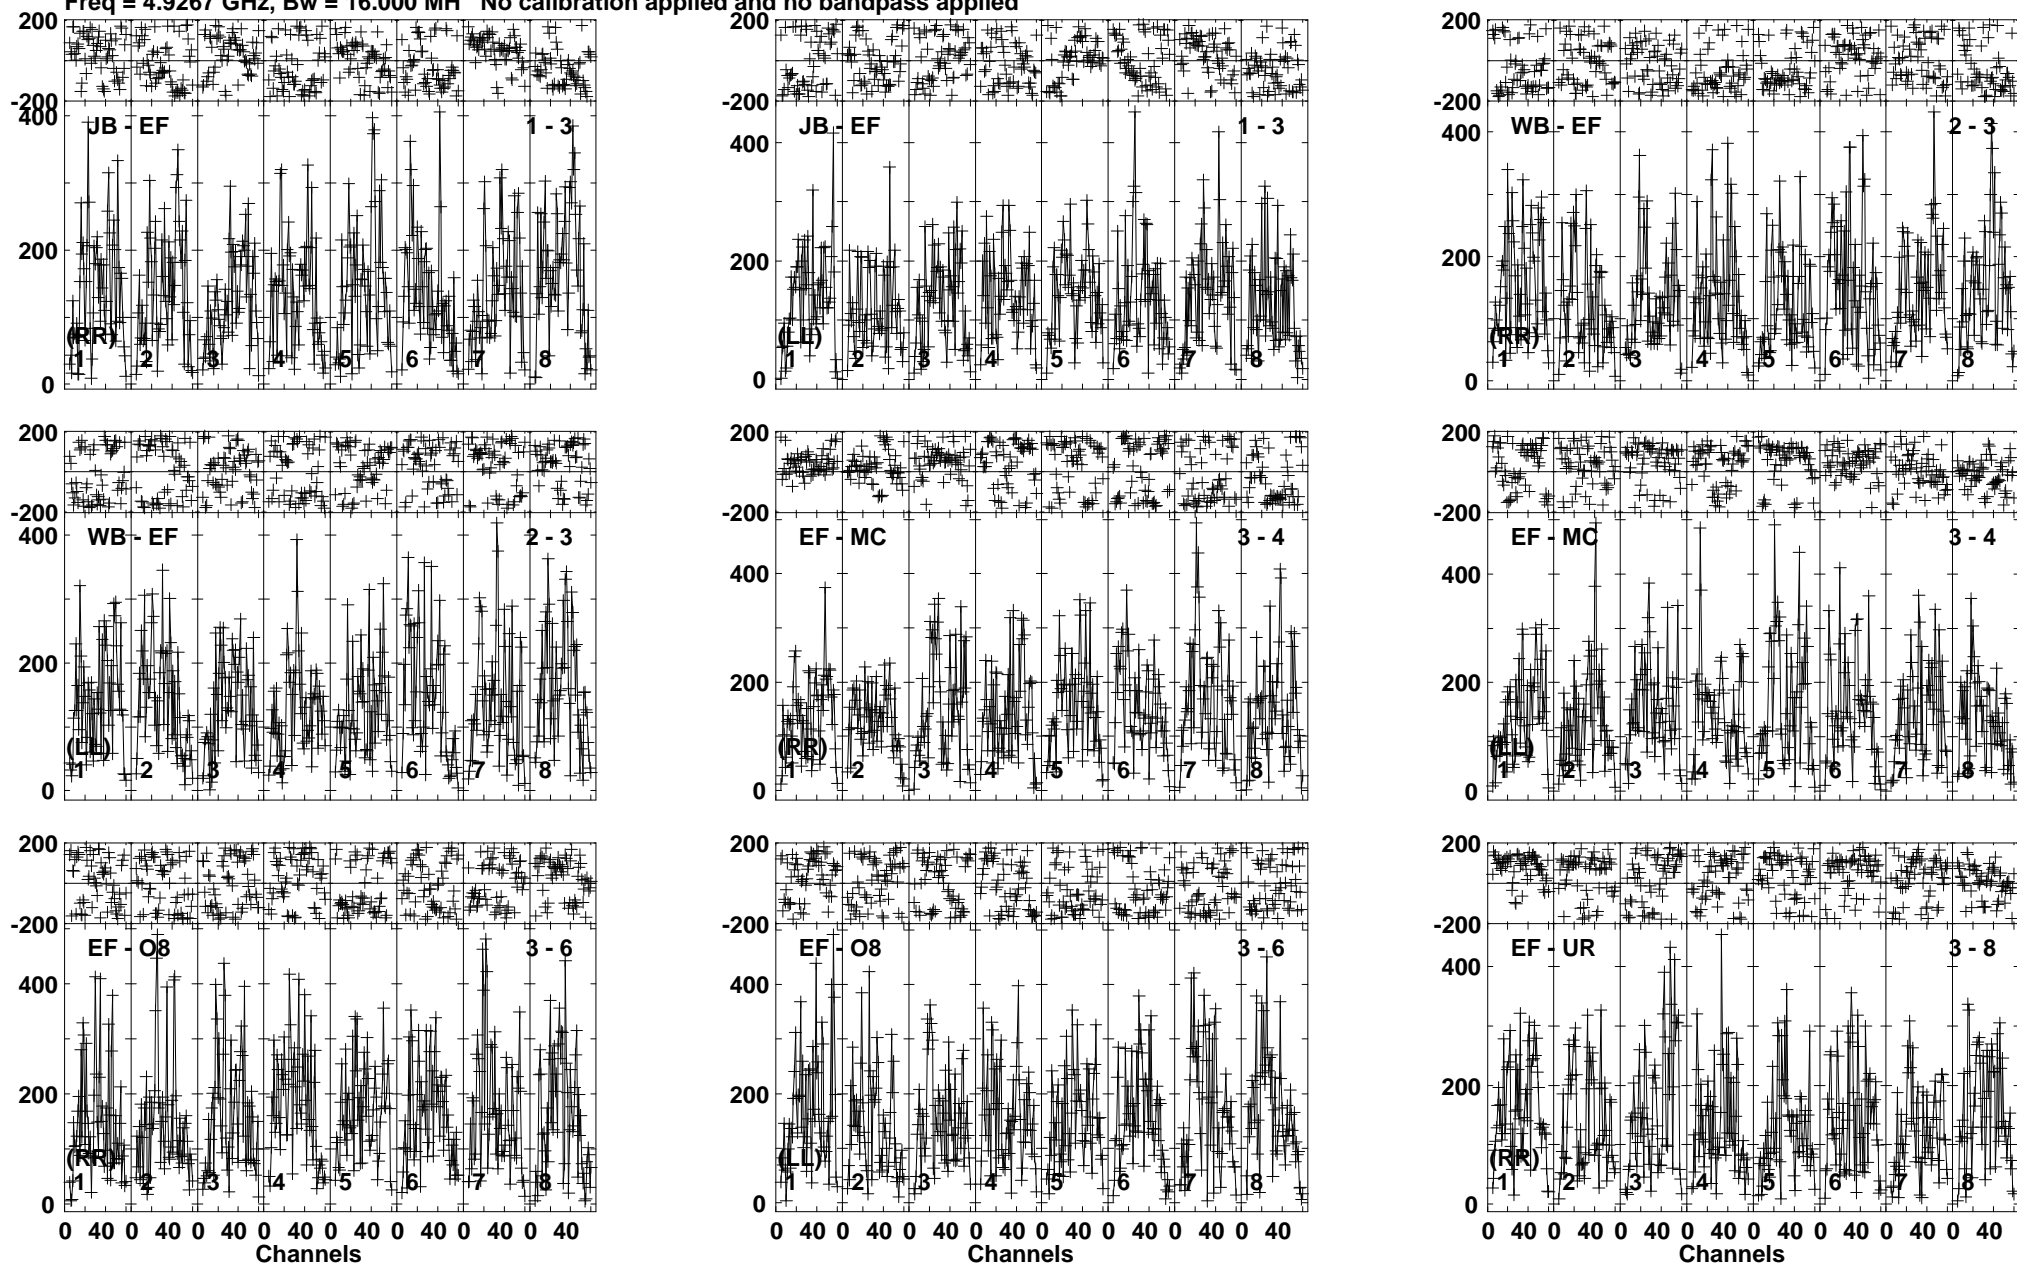 Freq = 4.9267 GHz, Bw = 16.000 MH No calibration applied and no bandpass applied
200 200 200
-200 -200 -200
400 JB - EF 1 - 3 400 JB - EF 1 - 3 400 WB - EF 2 - 3
200 200 200
(RR) (LL) (RR)
1 2 3 4 5 6 7 8 1 2 3 4 5 6 7 8 1 2 3 4 5 6 7 8
0 0 0
200 200 200
-200 -200 -200
400 WB - EF 2 - 3 400 EF - MC 3 - 4 400 EF - MC 3 - 4
200 200 200
(LL) (RR) (LL)
1 2 3 4 5 6 7 8 1 2 3 4 5 6 7 8 1 2 3 4 5 6 7 8
0 0 0
200 200 200
-200 -200 -200
400 EF - O8 3 - 6 400 EF - O8 3 - 6 400 EF - UR 3 - 8
200 200 200
(RR) (LL) (RR)
1 2 3 4 5 6 7 8 1 2 3 4 5 6 7 8 1 2 3 4 5 6 7 8
0 0 0
0 40 0 40 0 40 0 40 0 40 0 40 0 40 0 40 0 40 0 40 0 40 0 40 0 40 0 40 0 40 0 40 0 40 0 40 0 40 0 40 0 40 0 40 0 40 0 40
Channels Channels Channels